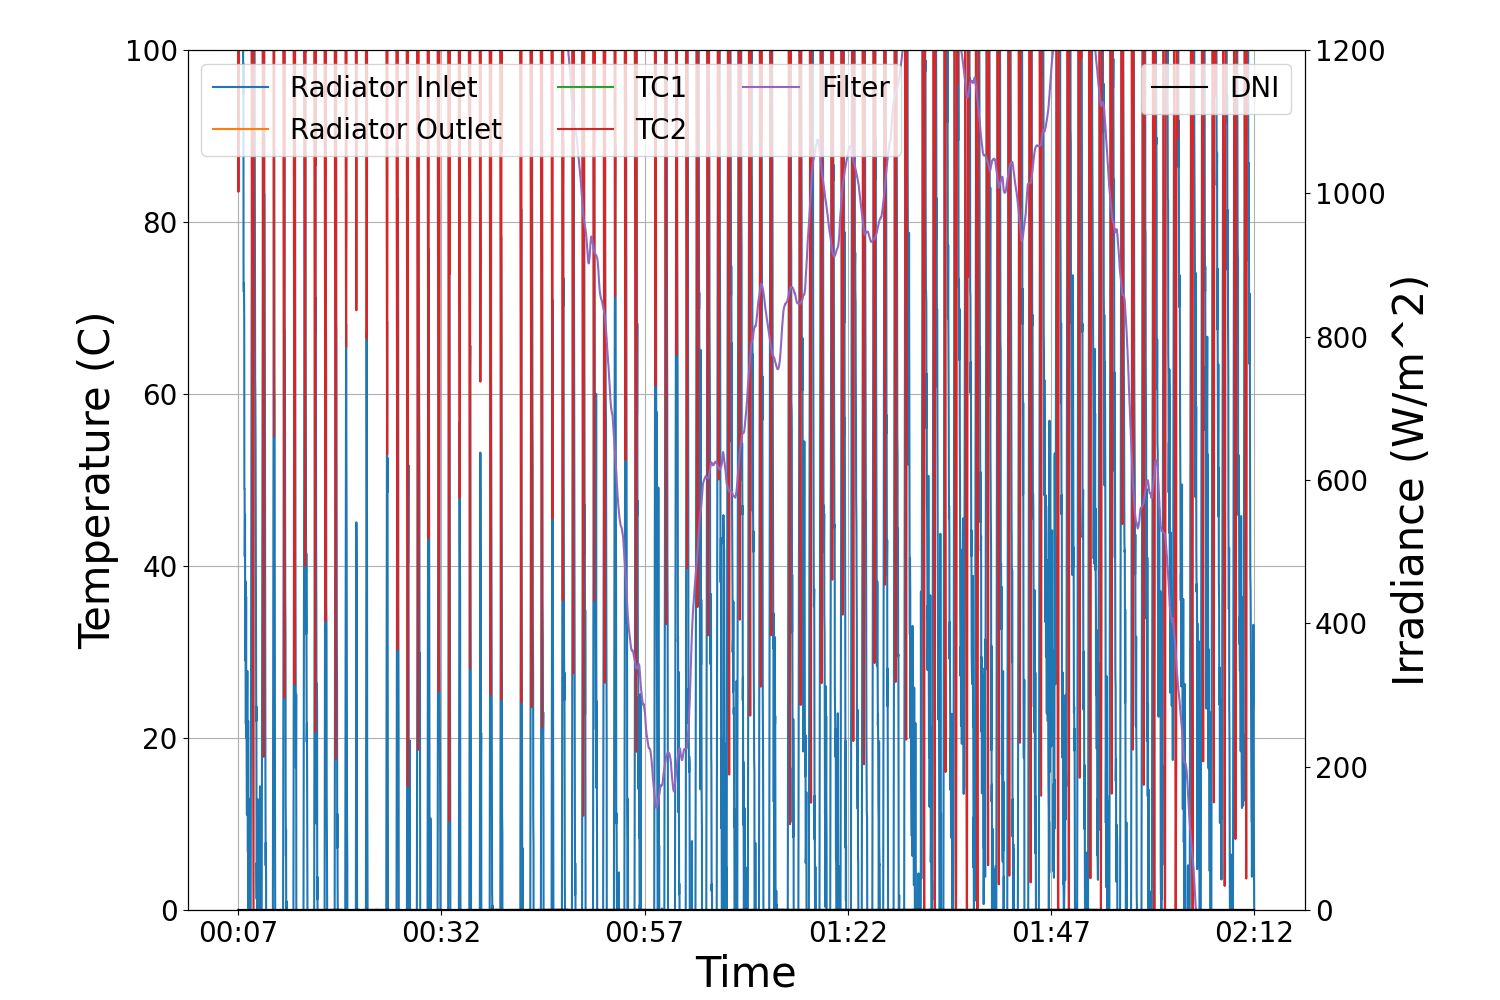 Temperature (C)
100
80
60
40
20
0
Radiator Inlet
Radiator Outlet
TC1
TC2
Filter
DNI
1200
1000
800
600
400
200
0
Irradiance (W/m^2)
00:07
00:32
00:57
01:22
01:47
02:12
Time